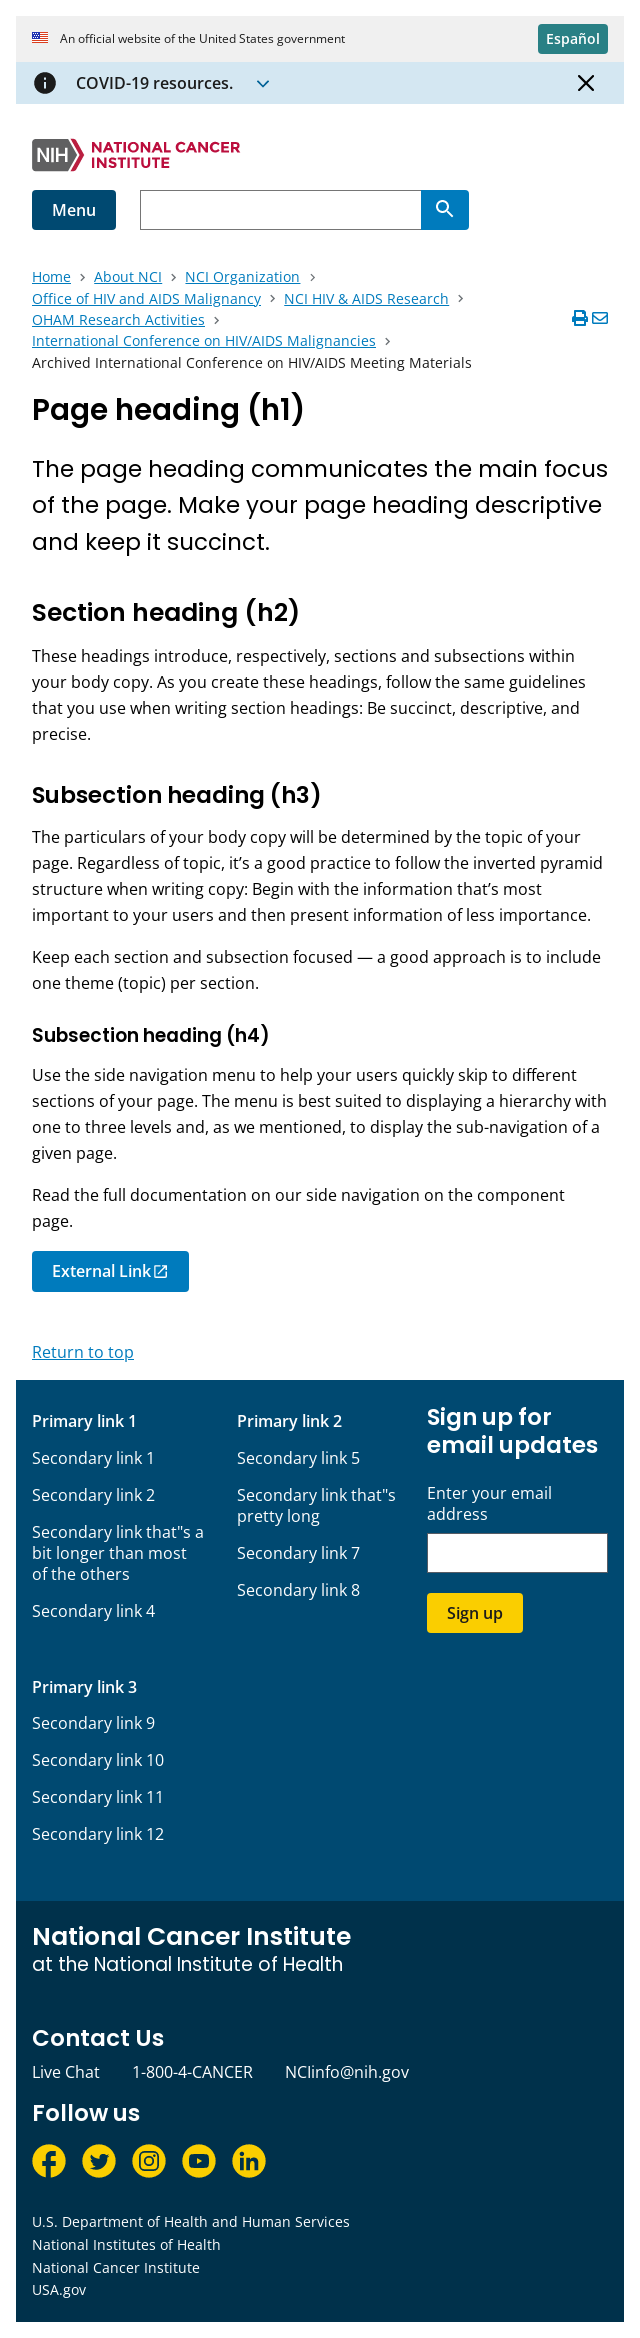 An official website of the United States government
Español
COVID-19 resources.
NIH NATIONAL CANCER
INSTITUTE
Menu
Home > About NCI > NCI Organization >
Office of HIV and AIDS Malignancy > NCI HIV & AIDS Research >
OHAM Research Activities >
International Conference on HIV/AIDS Malignancies >
Archived International Conference on HIV/AIDS Meeting Materials
Page heading (h1)
The page heading communicates the main focus
of the page. Make your page heading descriptive
and keep it succinct.
Section heading (h2)
These headings introduce, respectively, sections and subsections within
your body copy. As you create these headings, follow the same guidelines
that you use when writing section headings: Be succinct, descriptive, and
precise.
Subsection heading (h3)
The particulars of your body copy will be determined by the topic of your
page. Regardless of topic, it’s a good practice to follow the inverted pyramid
structure when writing copy: Begin with the information that’s most
important to your users and then present information of less importance.
Keep each section and subsection focused — a good approach is to include
one theme (topic) per section.
Subsection heading (h4)
Use the side navigation menu to help your users quickly skip to different
sections of your page. The menu is best suited to displaying a hierarchy with
one to three levels and, as we mentioned, to display the sub-navigation of a
given page.
Read the full documentation on our side navigation on the component
page.
External Link
Return to top
Primary link 1
Secondary link 1
Secondary link 2
Secondary link that"s a
bit longer than most
of the others
Secondary link 4
Primary link 2
Secondary link 5
Secondary link that"s
pretty long
Secondary link 7
Secondary link 8
Sign up for
email updates
Enter your email
address
Sign up
Primary link 3
Secondary link 9
Secondary link 10
Secondary link 11
Secondary link 12
National Cancer Institute
at the National Institute of Health
Contact Us
Live Chat 1-800-4-CANCER NCIinfo@nih.gov
Follow us
U.S. Department of Health and Human Services
National Institutes of Health
National Cancer Institute
USA.gov